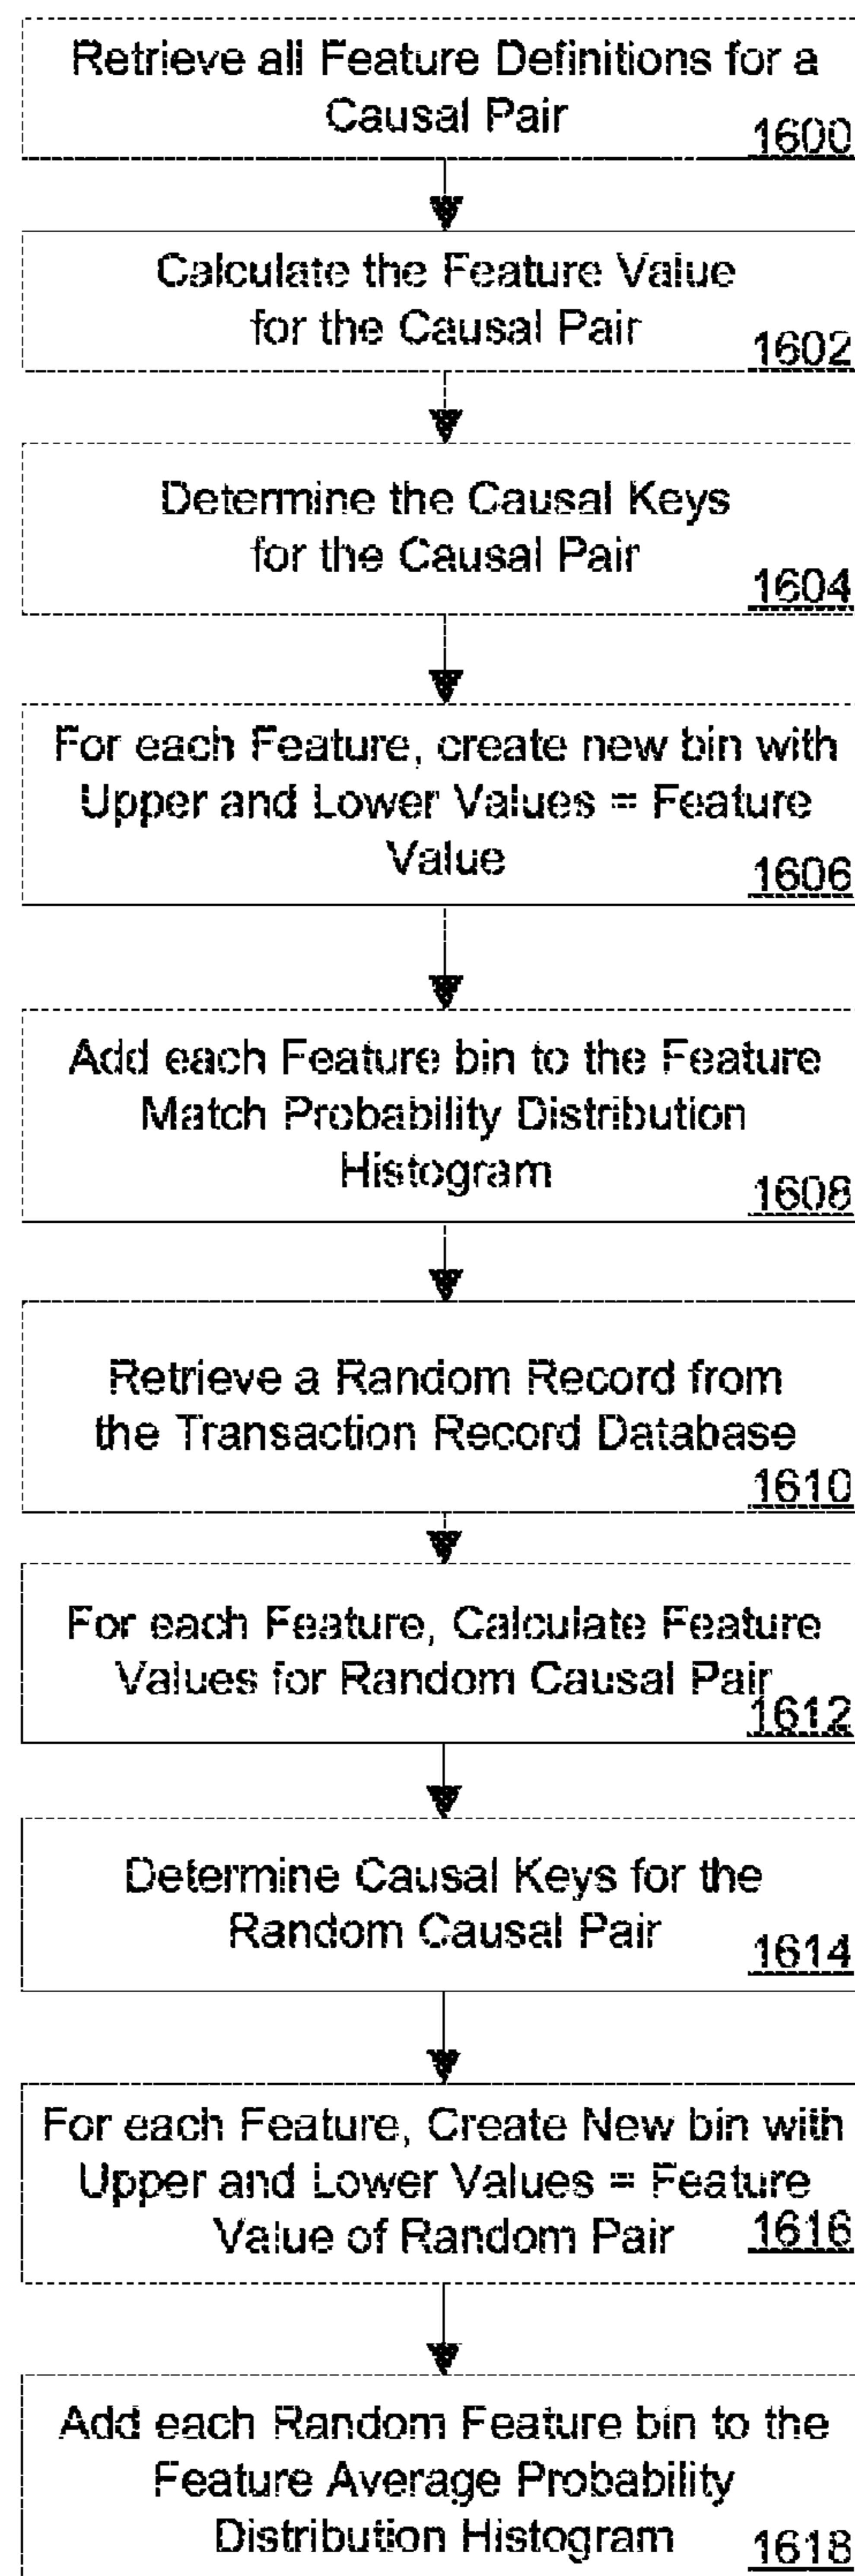 Retrieve all Feature Definitions for a
Causal Pair
1600
Calculate the Feature Value
for the Causal Pair
1602
Determine the Causal Keys
for the Causal Pair
1604
For each Feature, create new bin with
Upper and Lower Values = Feature
Value
1606
Add each Feature bin to the Feature
Match Probability Distribution
Histogram
1608
Retrieve a Random Record from
the Transaction Record Database
1610
For each Feature, Calculate Feature
Values for Random Causal Pair
1612
Determine Causal Keys for the
Random Causal Pair
1614
For each Feature, Create New bin with
Upper and Lower Values = Feature
Value of Random Pair
1616
Add each Random Feature bin to the
Feature Average Probability
Distribution Histogram
1618